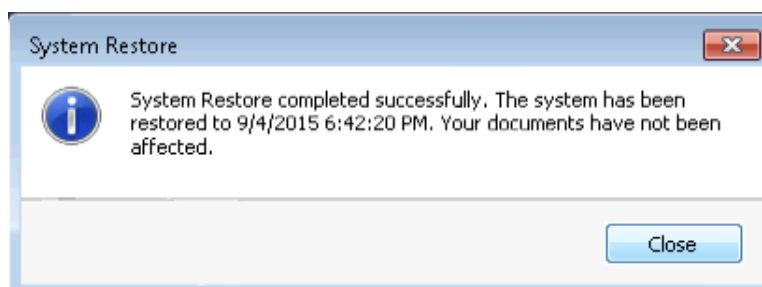 System Restore
System Restore completed successfully. The system has been
restored to 9/4/2015 6:42:20 PM. Your documents have not been
affected.
Close